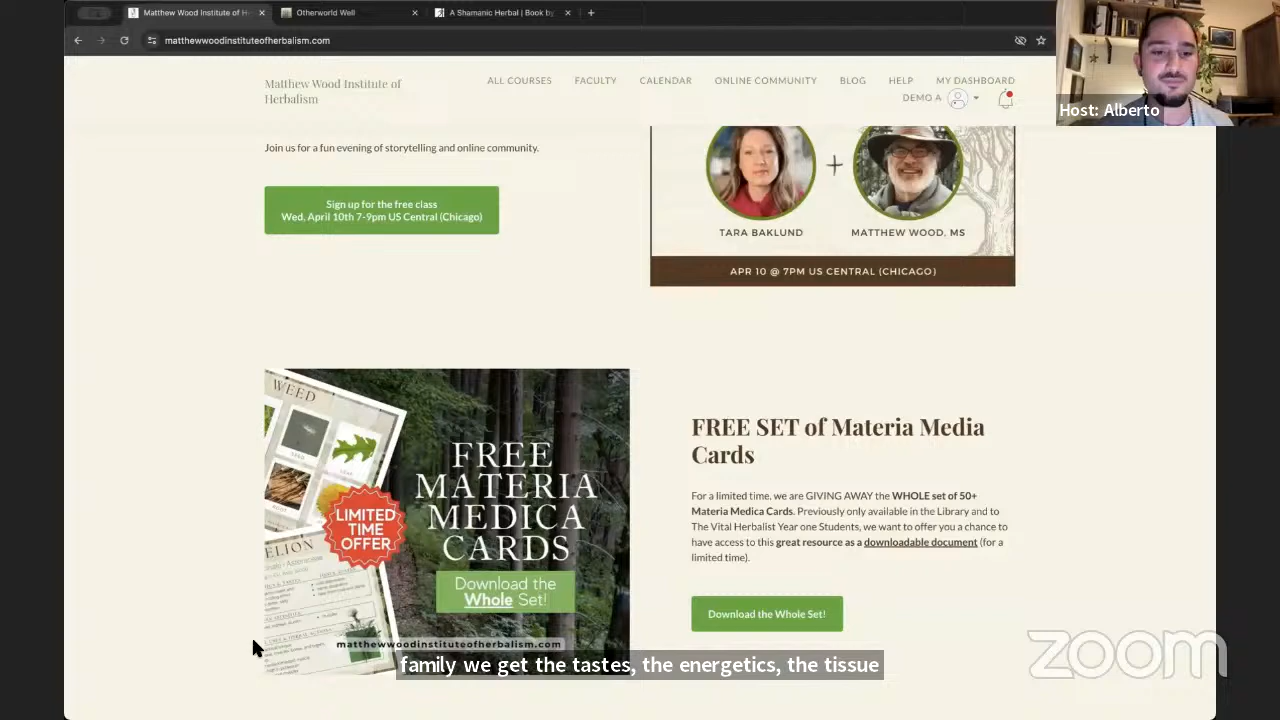 Matthew Wood Institute of H
Otherworld Well
A Shamanic Herbal | Book by
matthewwoodinstituteofherbalism.com
Matthew Wood Institute of
Herbalism
ALL COURSES FACULTY CALENDAR ONLINE COMMUNITY BLOG HELP MY DASHBOARD
DEMO A
Host: Alberto
Join us for a fun evening of storytelling and online community.
Sign up for the free class
Wed, April 10th 7-9pm US Central (Chicago)
+
TARA BAKLUND MATTHEW WOOD, MS
APR 10 @ 7PM US CENTRAL (CHICAGO)
WEED
SEED
LEAF
ROOT
ELION
LIMITED
TIME
OFFER
FREE
MATERIA
MEDICA
CARDS
Download the
Whole Set!
matthewwoodinstituteofherbalism.com
FREE SET of Materia Media
Cards
For a limited time, we are GIVING AWAY the WHOLE set of 50+
Materia Medica Cards. Previously only available in the Library and to
The Vital Herbalist Year one Students, we want to offer you a chance to
have access to this great resource as a downloadable document (for a
limited time).
Download the Whole Set!
family we get the tastes, the energetics, the tissue
zoom